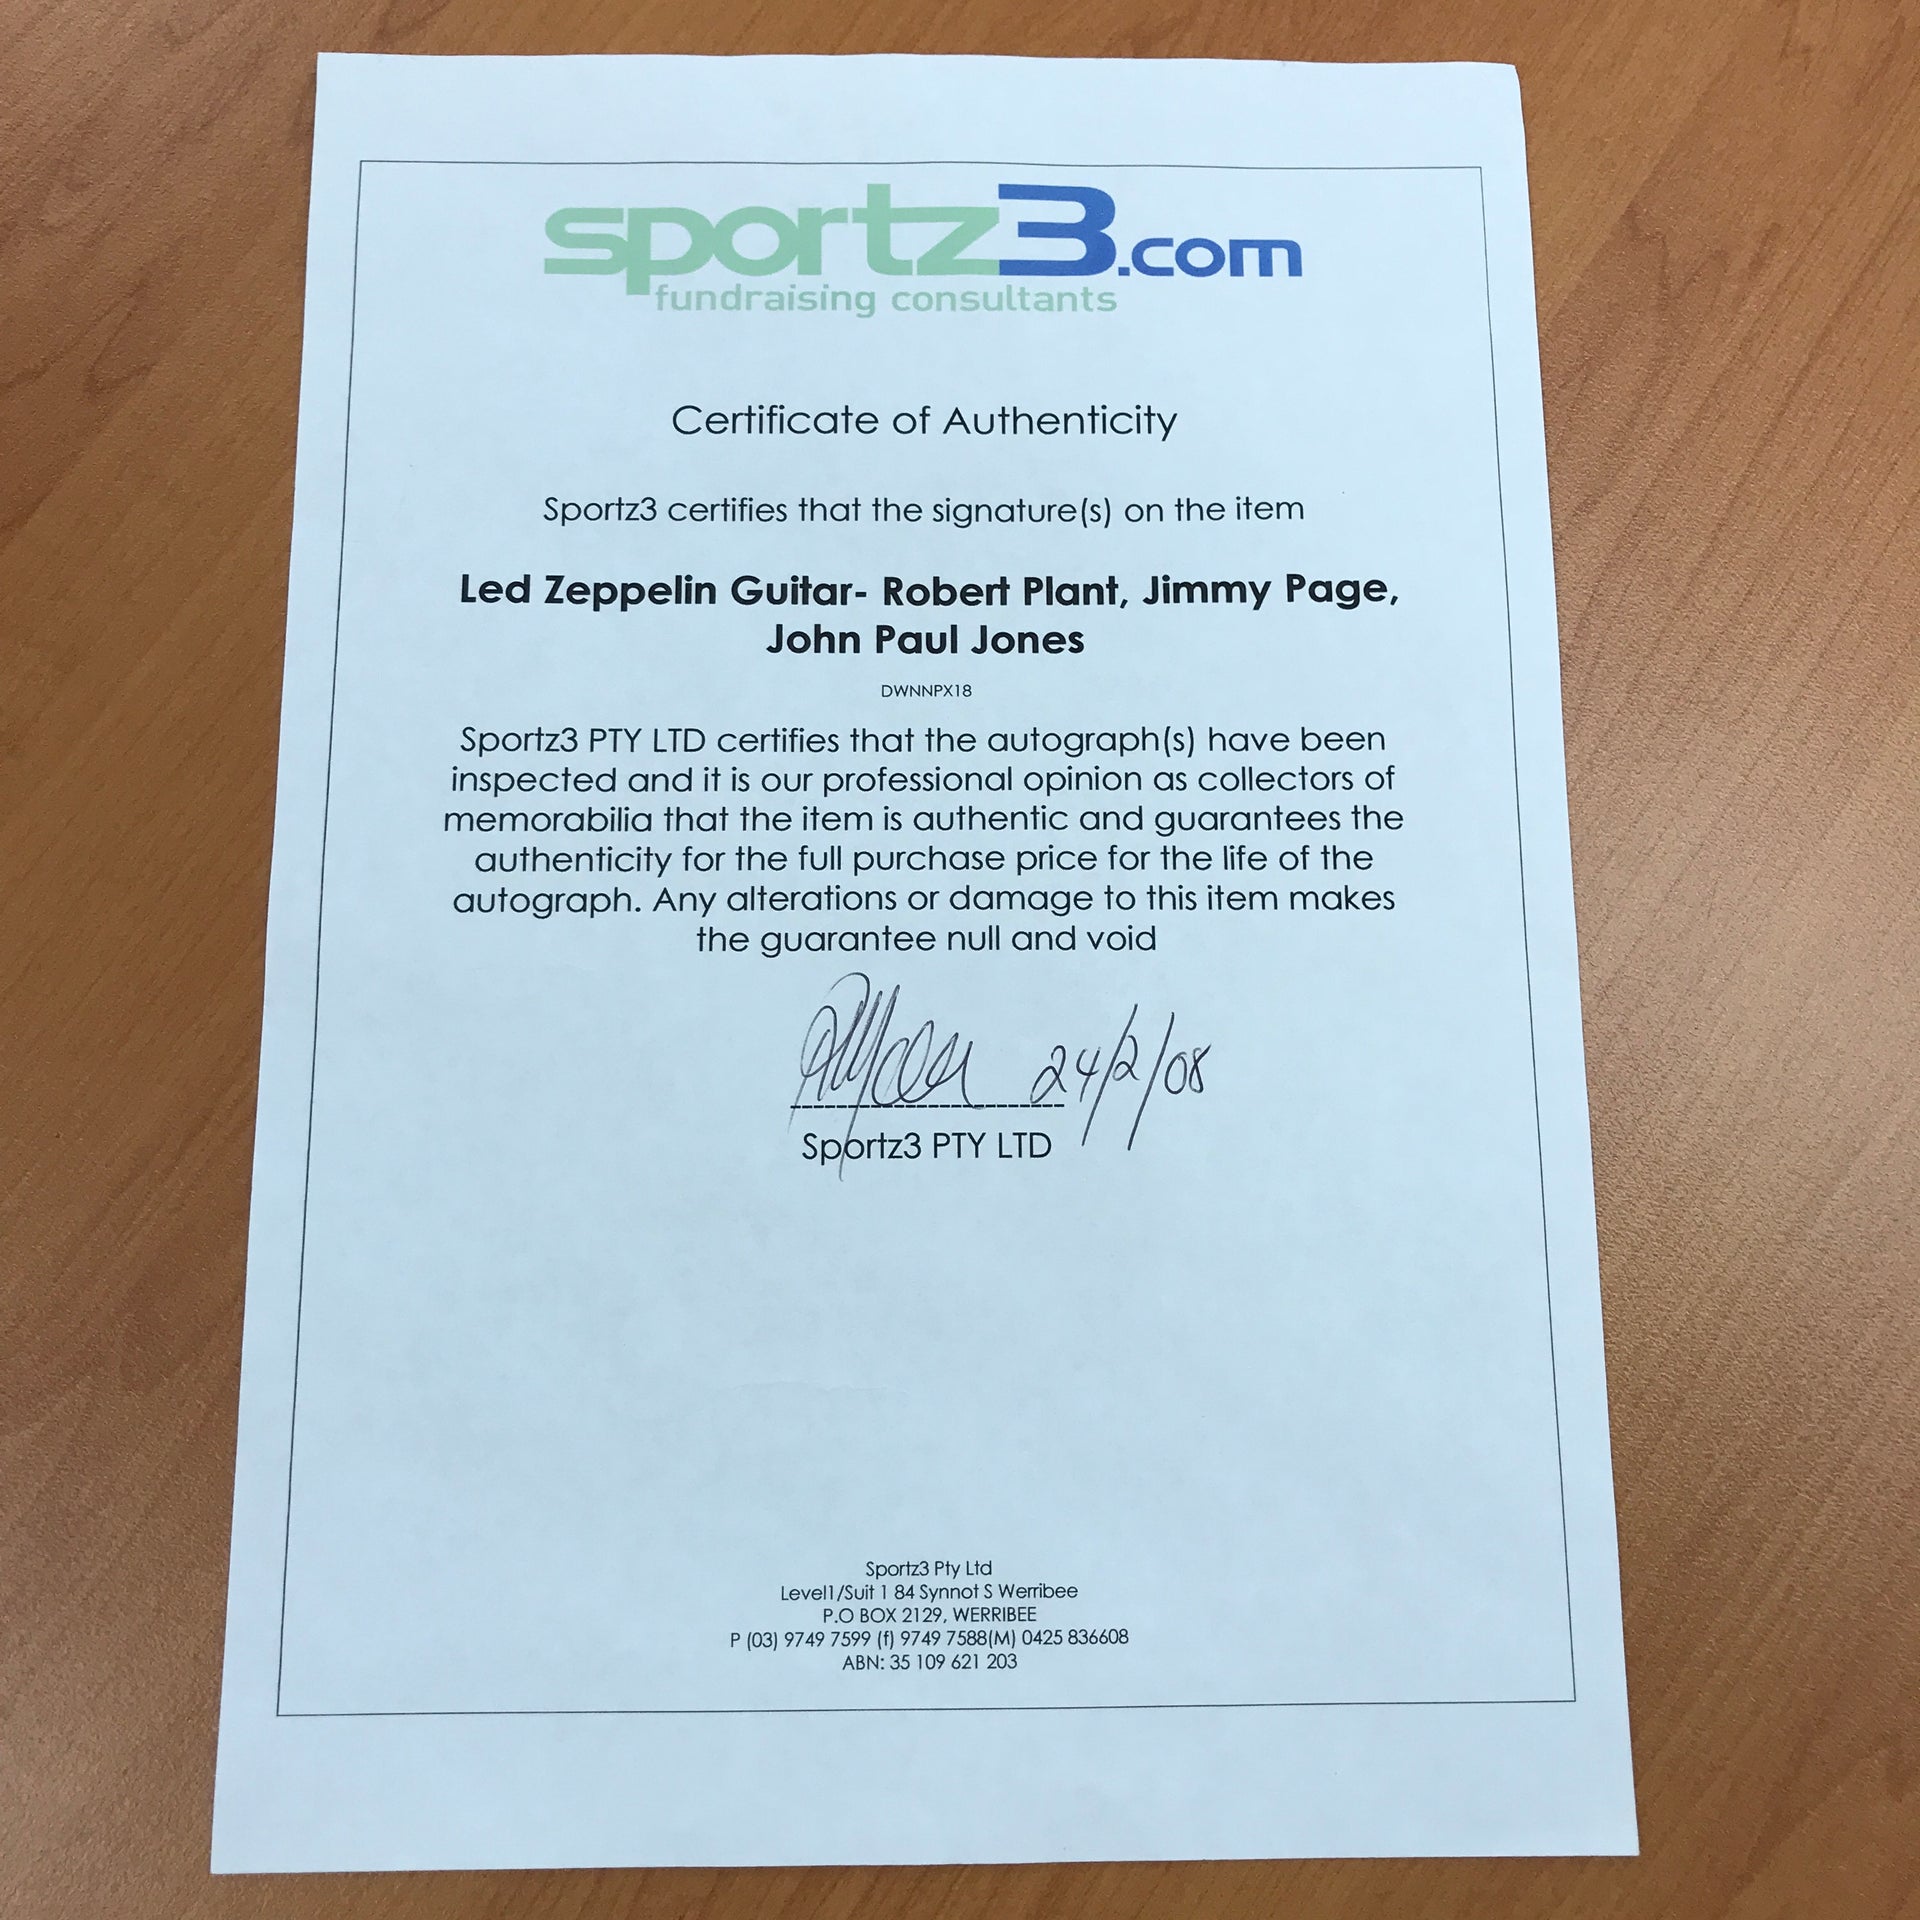 sportz3.com
fundraising consultants
Certificate of Authenticity
Sportz3 certifies that the signature(s) on the item
Led Zeppelin Guitar- Robert Plant, Jimmy Page,
John Paul Jones
DWNNPX18
Sportz3 PTY LTD certifies that the autograph(s) have been
inspected and it is our professional opinion as collectors of
memorabilia that the item is authentic and guarantees the
authenticity for the full purchase price for the life of the
autograph. Any alterations or damage to this item makes
the guarantee null and void
24/2/08
Sportz3 PTY LTD
Sportz3 Pty Ltd
Level1/Suit 1 84 Synnot S Werribee
P.O BOX 2129, WERRIBEE
P (03) 9749 7599 (f) 9749 7588(M) 0425 836608
ABN: 35 109 621 203